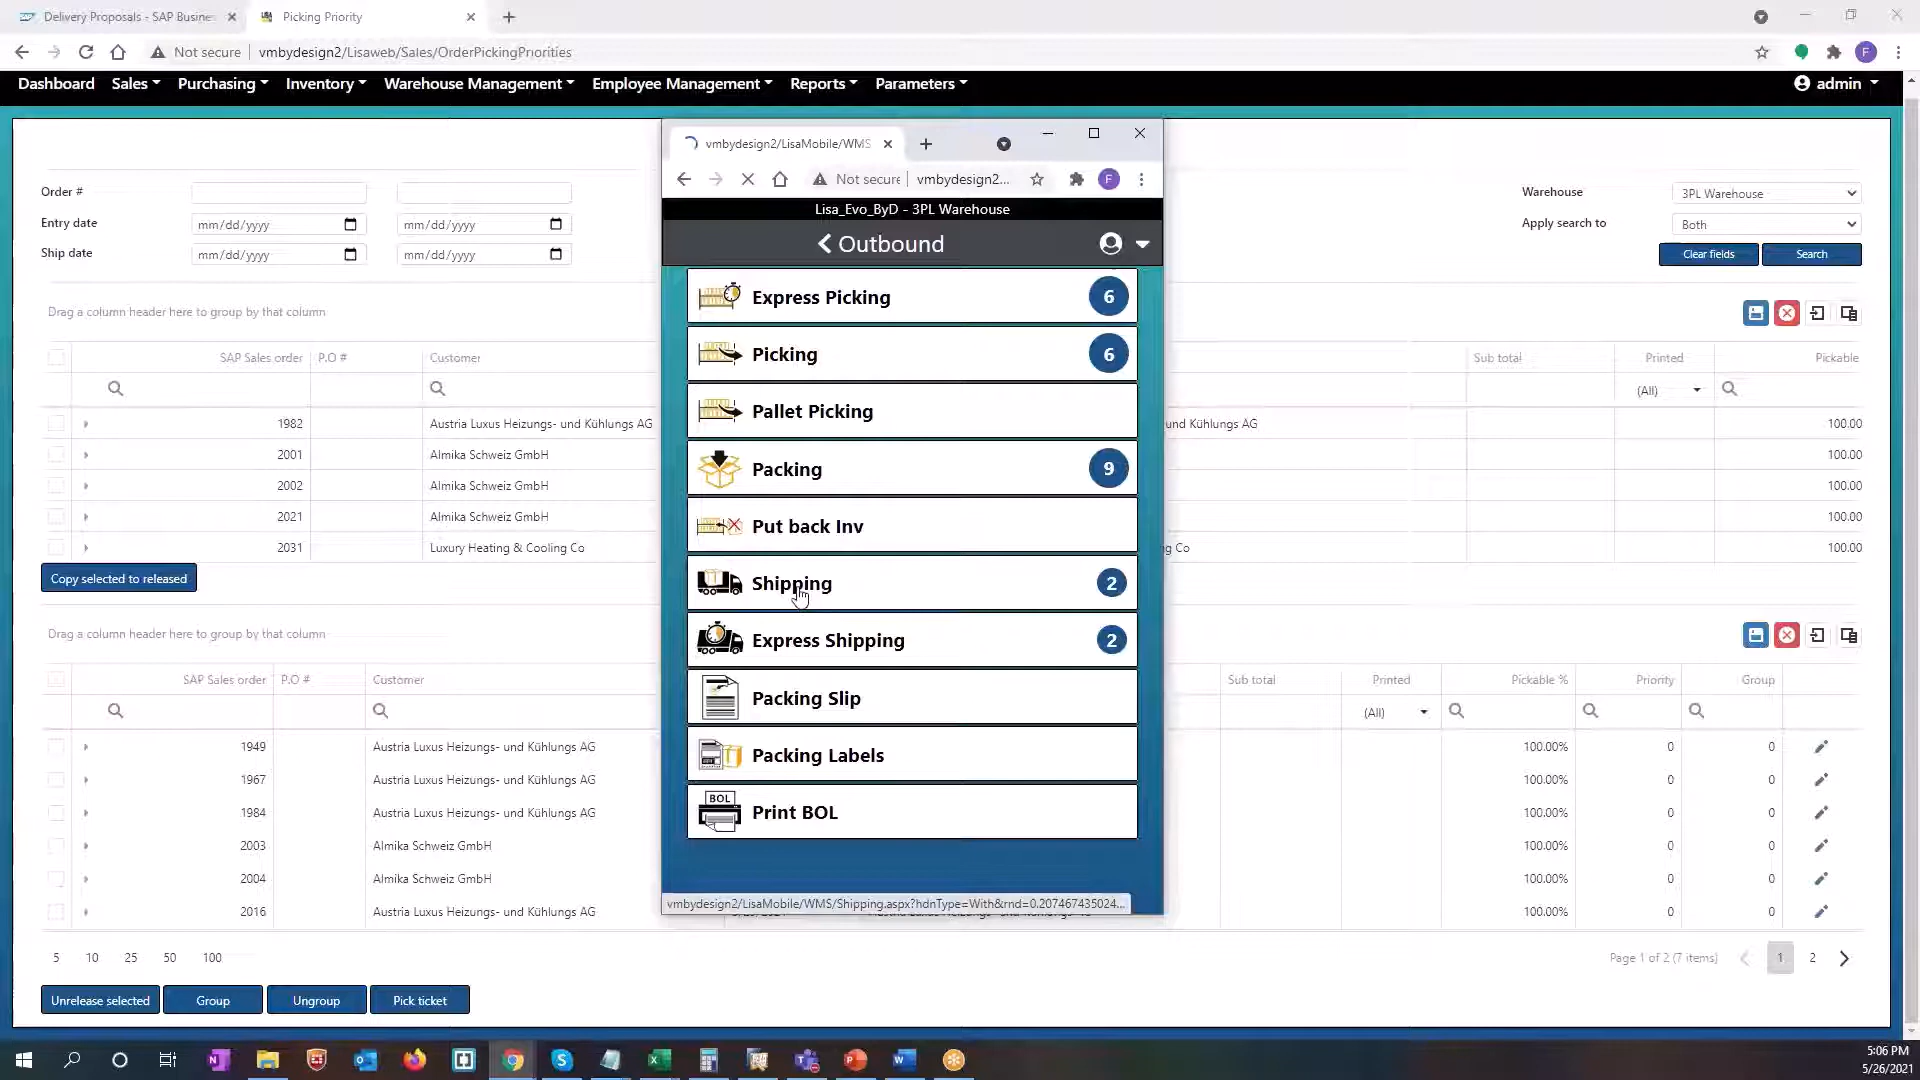 Delivery Proposals - SAP Busine
Picking Priority
Not secure
vmbydesign2/Lisaweb/Sales/OrderPickingPriorities
F
Dashboard Sales Purchasing Inventory Warehouse Management Employee Management Reports Parameters admin
vmbydesign2/LisaMobile/WMS
Not secure
vmbydesign2...
F
Lisa_Evo_ByD - 3PL Warehouse
Outbound
Express Picking 6
Picking 6
Pallet Picking
Packing 9
Put back Inv
Shipping 2
Express Shipping 2
Packing Slip
Packing Labels
BOL
Print BOL
vmbydesign2/LisaMobile/WMS/Shipping.aspx?hdnType=With&rnd=0.207467435024...
Order # Warehouse 3PL Warehouse
Entry date mm/dd/yyyy mm/dd/yyyy Apply search to Both
Ship date mm/dd/yyyy mm/dd/yyyy Clear fields Search
Drag a column header here to group by that column
SAP Sales order P.O # Customer Sub total Printed Pickable
(All)
1982 Austria Luxus Heizungs- und Kühlungs AG und Kühlungs AG 100.00
2001 Almika Schweiz GmbH 100.00
2002 Almika Schweiz GmbH 100.00
2021 Almika Schweiz GmbH 100.00
2031 Luxury Heating & Cooling Co g Co 100.00
Copy selected to released
Drag a column header here to group by that column
SAP Sales order P.O # Customer Sub total Printed Pickable % Priority Group
(All)
1949 Austria Luxus Heizungs- und Kühlungs AG 100.00% 0 0
1967 Austria Luxus Heizungs- und Kühlungs AG 100.00% 0 0
1984 Austria Luxus Heizungs- und Kühlungs AG 100.00% 0 0
2003 Almika Schweiz GmbH 100.00% 0 0
2004 Almika Schweiz GmbH 100.00% 0 0
2016 Austria Luxus Heizungs- und Kühlungs AG 100.00% 0 0
5 10 25 50 100 Page 1 of 2 (7 items) 1 2
Unrelease selected Group Ungroup Pick ticket
5:06 PM
5/26/2021